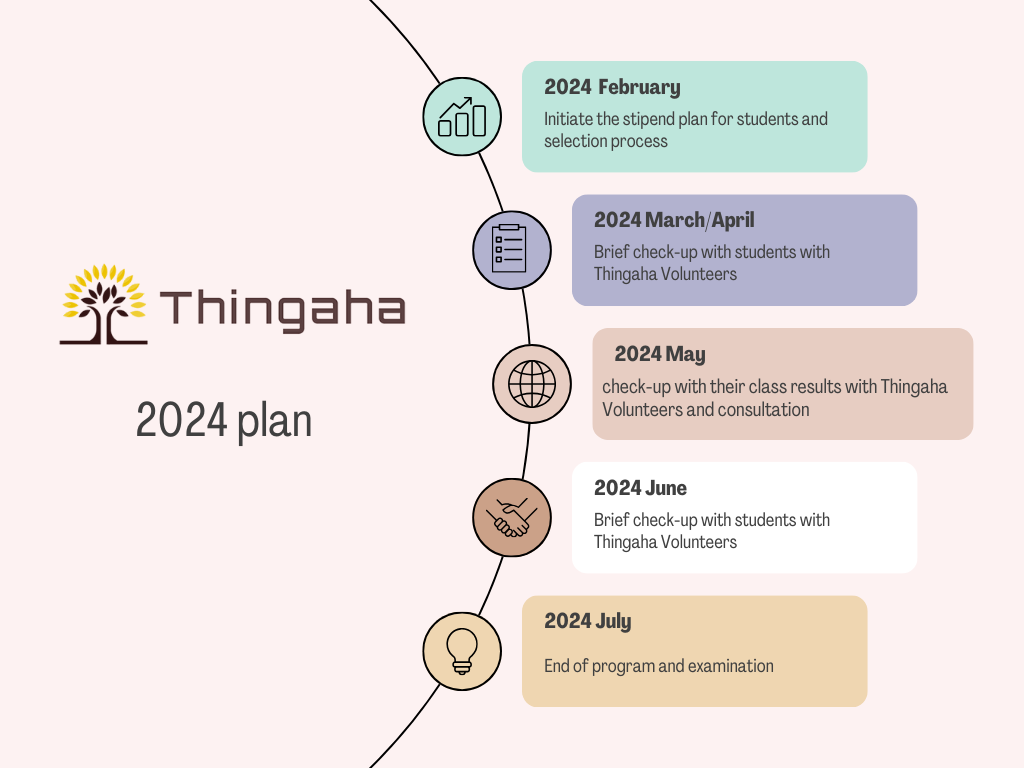 Thingaha
2024 plan
2024 February
Initiate the stipend plan for students and
selection process
2024 March/April
Brief check-up with students with
Thingaha Volunteers
2024 May
check-up with their class results with Thingaha
Volunteers and consultation
2024 June
Brief check-up with students with
Thingaha Volunteers
2024 July
End of program and examination